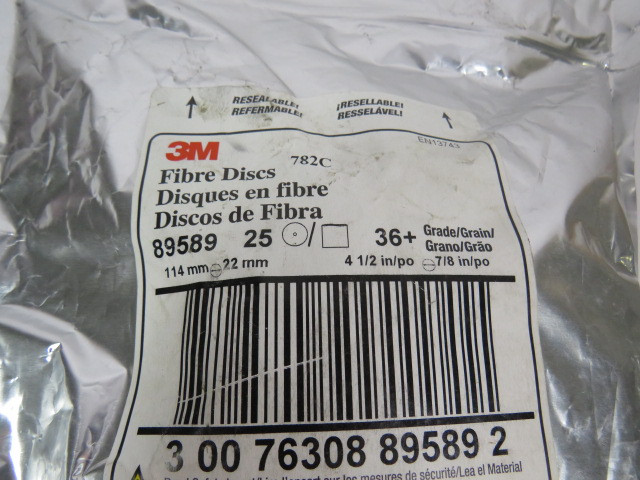 RESEALABLE! ¡RESELLABLE!
REFERMABLE! RESSELÁVEL!
EN13743
3M 782C
Fibre Discs
Disques en fibre
Discos de Fibra
89589 25 / 36+ Grade/Grain/
Grano/Grão
114 mm 22 mm 4 1/2 in/po 7/8 in/po
3 00 76308 89589 2
sur les mesures de sécurité/Lea el Material